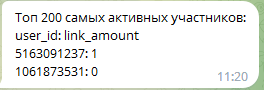 Топ 200 самых активных участников:
user_id: link_amount
5163091237: 1
1061873531: 0
11:20